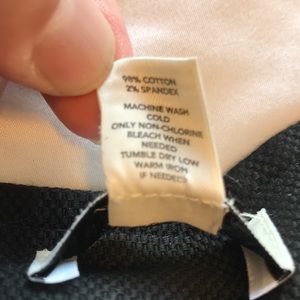 98% COTTON
2% SPANDEX
MACHINE WASH
COLD
ONLY NON-CHLORINE
BLEACH WHEN
NEEDED
TUMBLE DRY LOW
WARM IRON
IF NEEDED